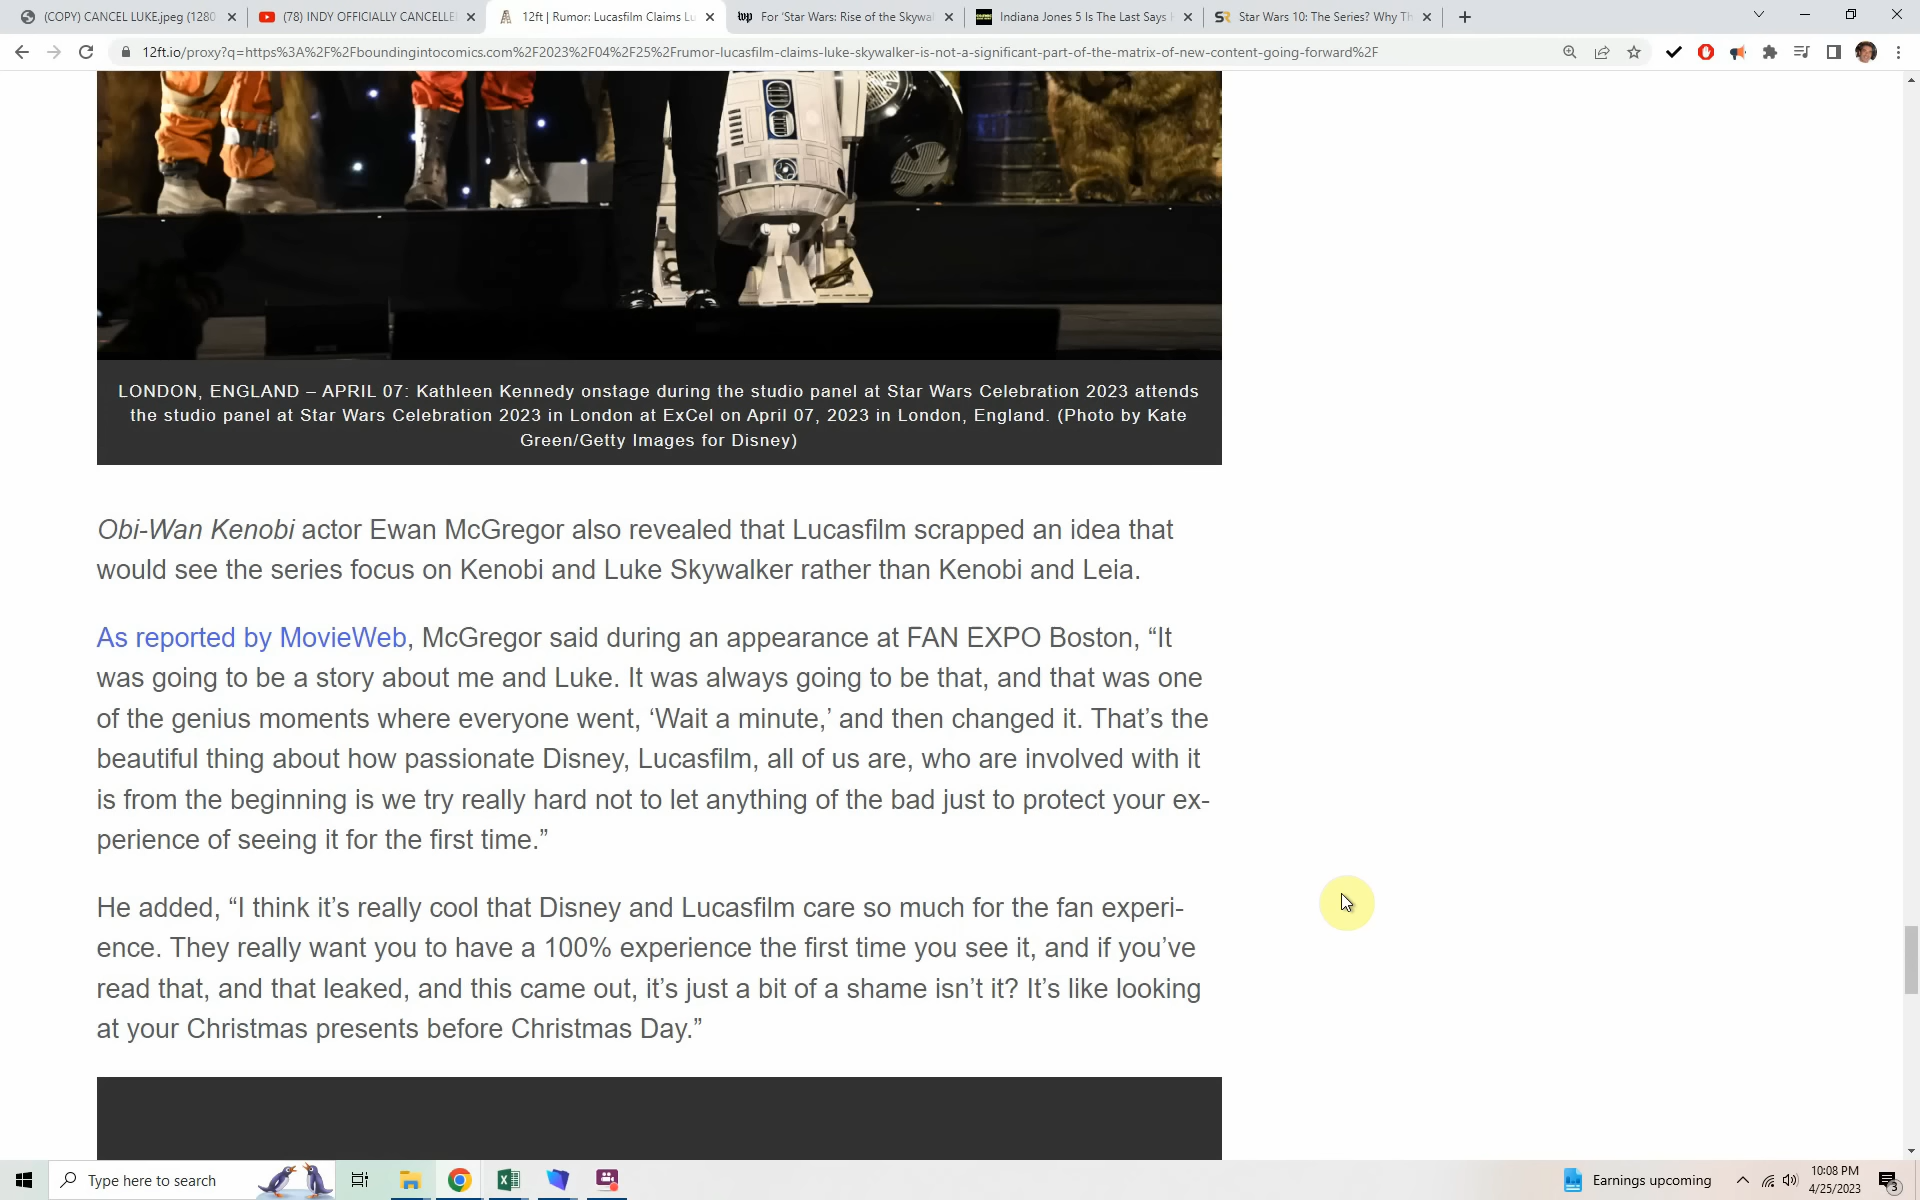 (COPY) CANCEL LUKE.jpeg (1280
(78) INDY OFFICIALLY CANCELLE
12ft | Rumor: Lucasfilm Claims Lu
For 'Star Wars: Rise of the Skywal
Indiana Jones 5 Is The Last Says
Star Wars 10: The Series? Why Th
12ft.io/proxy?q=https%3A%2F%2Fboundingintocomics.com%2F2023%2F04%2F25%2Frumor-lucasfilm-claims-luke-skywalker-is-not-a-significant-part-of-the-matrix-of-new-content-going-forward%2F
LONDON, ENGLAND – APRIL 07: Kathleen Kennedy onstage during the studio panel at Star Wars Celebration 2023 attends
the studio panel at Star Wars Celebration 2023 in London at ExCel on April 07, 2023 in London, England. (Photo by Kate
Green/Getty Images for Disney)
Obi-Wan Kenobi actor Ewan McGregor also revealed that Lucasfilm scrapped an idea that
would see the series focus on Kenobi and Luke Skywalker rather than Kenobi and Leia.
As reported by MovieWeb, McGregor said during an appearance at FAN EXPO Boston, “It
was going to be a story about me and Luke. It was always going to be that, and that was one
of the genius moments where everyone went, ‘Wait a minute,’ and then changed it. That’s the
beautiful thing about how passionate Disney, Lucasfilm, all of us are, who are involved with it
is from the beginning is we try really hard not to let anything of the bad just to protect your ex-
perience of seeing it for the first time.”
He added, “I think it’s really cool that Disney and Lucasfilm care so much for the fan experi-
ence. They really want you to have a 100% experience the first time you see it, and if you’ve
read that, and that leaked, and this came out, it’s just a bit of a shame isn’t it? It’s like looking
at your Christmas presents before Christmas Day.”
Type here to search
Earnings upcoming
10:08 PM
4/25/2023
3